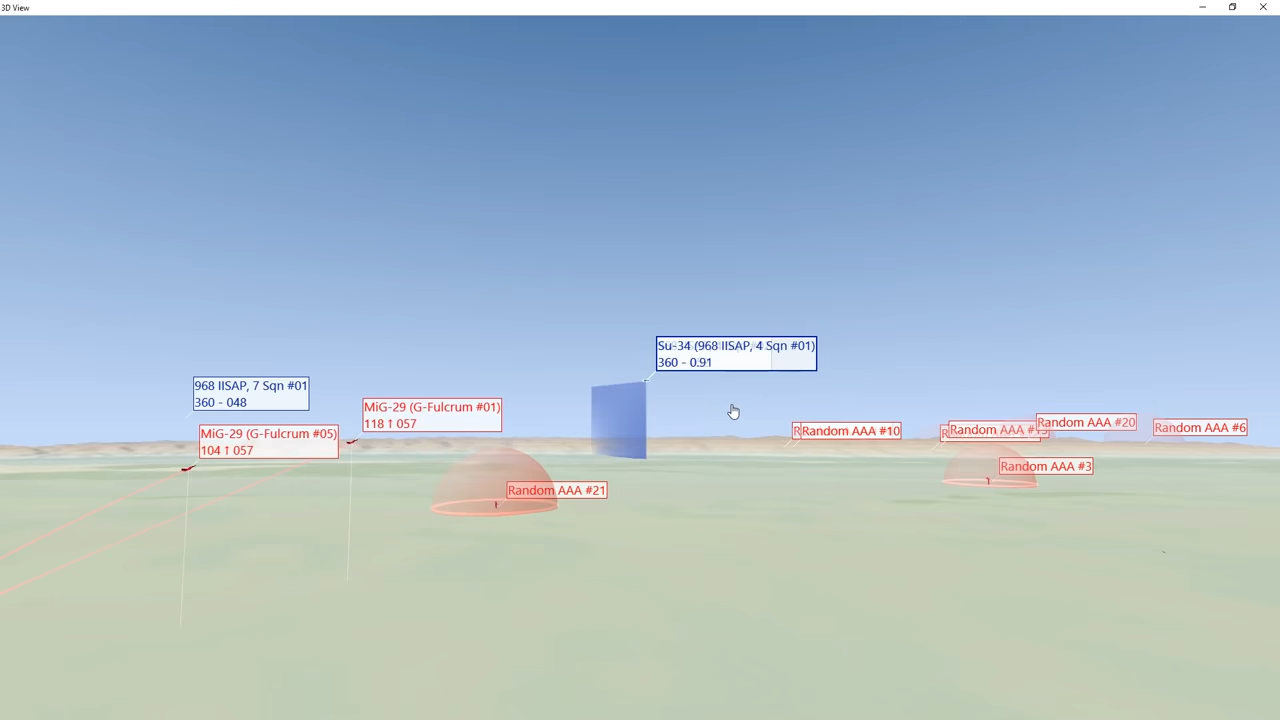 3D View
Su-34 (968 IISAP, 4 Sqn #01)
360 - 0.91
968 IISAP, 7 Sqn #01
360 - 048
MiG-29 (G-Fulcrum #01)
118 ↑ 057
MiG-29 (G-Fulcrum #05)
104 ↑ 057
Random AAA #10
Random AAA
Random AAA #20
Random AAA #6
Random AAA #3
Random AAA #21